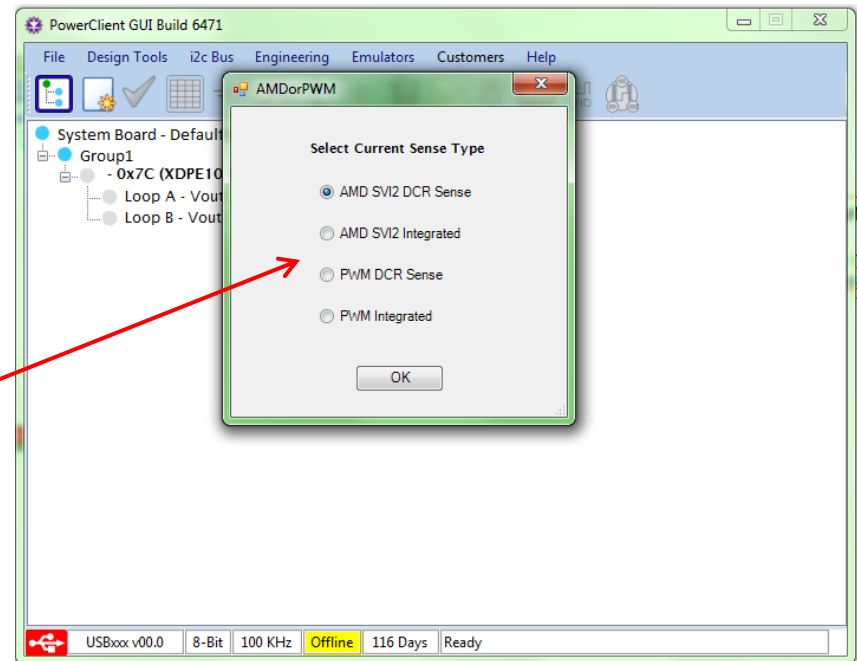 PowerClient GUI Build 6471
File Design Tools i2c Bus Engineering Emulators Customers Help
AMDorPWM
System Board - Default
Group1
- 0x7C (XDPE10
Loop A - Vout
Loop B - Vout
Select Current Sense Type
AMD SVI2 DCR Sense
AMD SVI2 Integrated
PWM DCR Sense
PWM Integrated
OK
USBxxx v00.0 8-Bit 100 KHz Offline 116 Days Ready